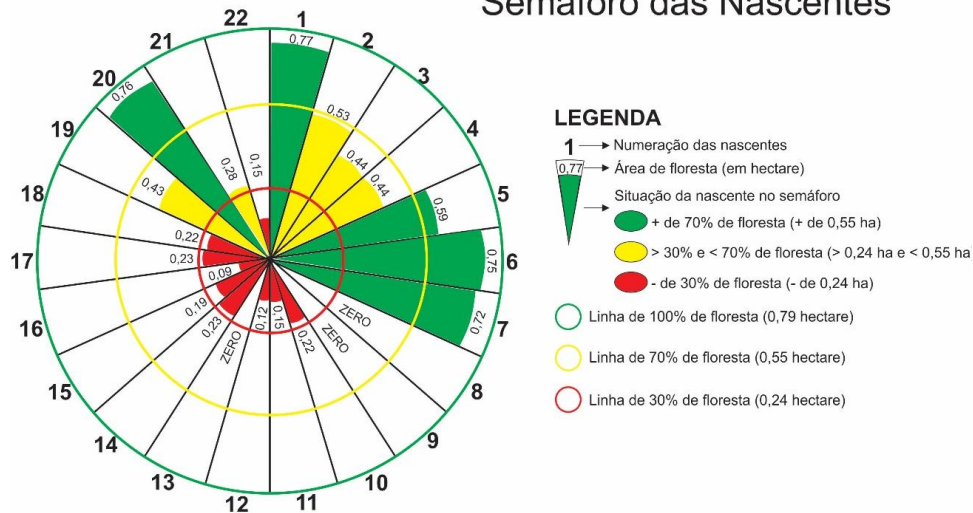 Semáforo das Nascentes
22
1
2
3
4
5
6
7
8
9
10
11
12
13
14
15
16
17
18
19
20
21
0,77
0,53
0,44
0,44
0,59
0,75
0,72
ZERO
ZERO
0,22
0,15
0,12
ZERO
0,23
0,19
0,09
0,23
0,22
0,43
0,76
0,28
0,15
LEGENDA
1 Numeração das nascentes
0,77 Área de floresta (em hectare)
Situação da nascente no semáforo
+ de 70% de floresta (+ de 0,55 ha)
> 30% e < 70% de floresta (> 0,24 ha e < 0,55 ha
- de 30% de floresta (- de 0,24 ha)
Linha de 100% de floresta (0,79 hectare)
Linha de 70% de floresta (0,55 hectare)
Linha de 30% de floresta (0,24 hectare)